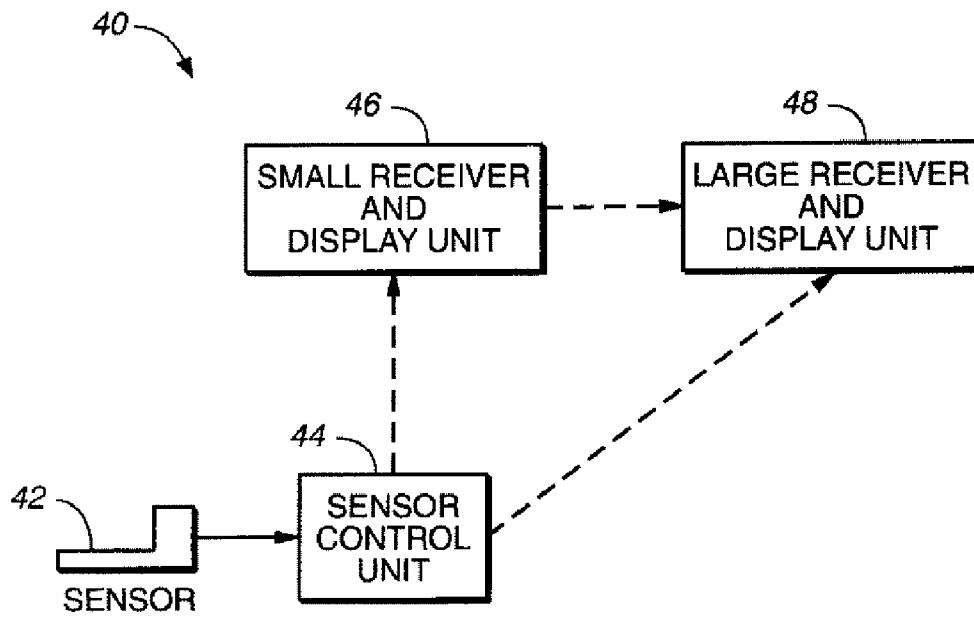 40
46
48
SMALL RECEIVER
AND
DISPLAY UNIT
LARGE RECEIVER
AND
DISPLAY UNIT
44
42
SENSOR
CONTROL
UNIT
SENSOR